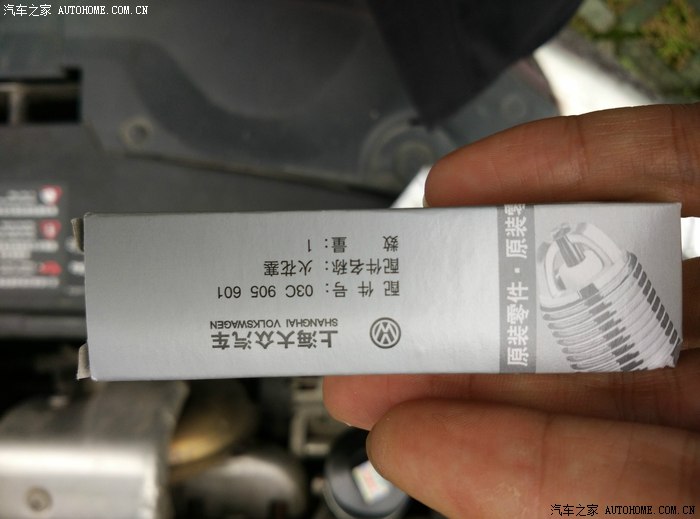 汽车之家 AUTOHOME.COM.CN
上海大众汽车
SHANGHAI VOLKSWAGEN
配 件 号： 03C 905 601
配件名称： 火花塞
数 量： 1
原装零件 · 原装零
汽车之家 AUTOHOME.COM.CN